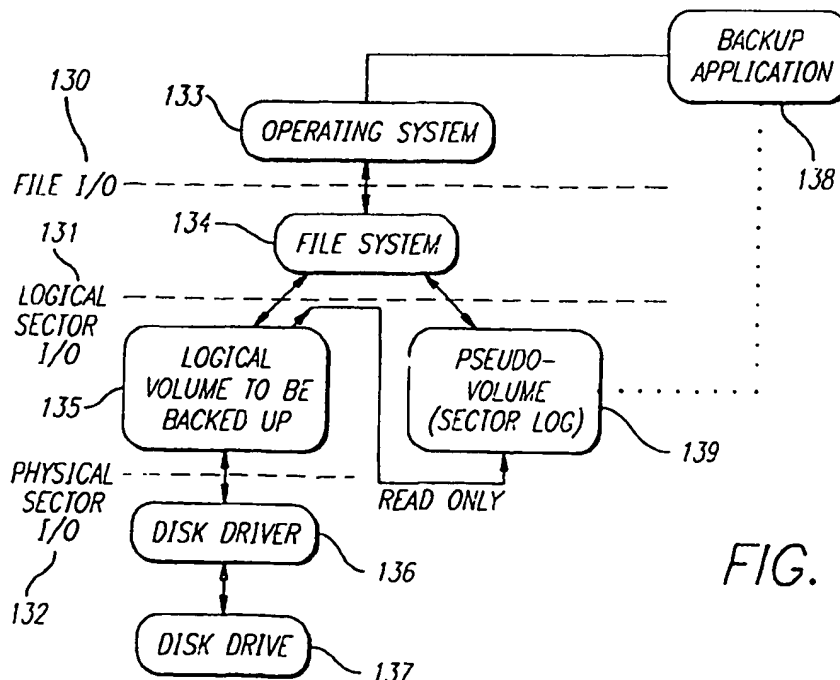 BACKUP
APPLICATION
138
130
133
OPERATING SYSTEM
FILE I/O
134
FILE SYSTEM
131
LOGICAL
SECTOR
I/O
LOGICAL
VOLUME TO BE
BACKED UP
135
PSEUDO-
VOLUME
(SECTOR LOG)
139
PHYSICAL
SECTOR
I/O
132
READ ONLY
DISK DRIVER
136
DISK DRIVE
137
FIG.